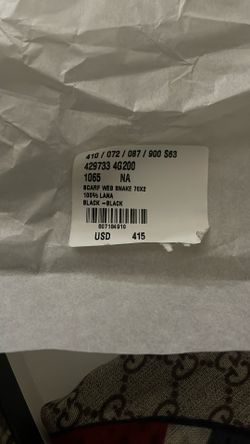 410 / 072 / 087 / 900 S63
429733 4G200
1065 NA
SCARF WEB SNAKE 70X2
100% LANA
BLACK -BLACK
607104910
USD 415